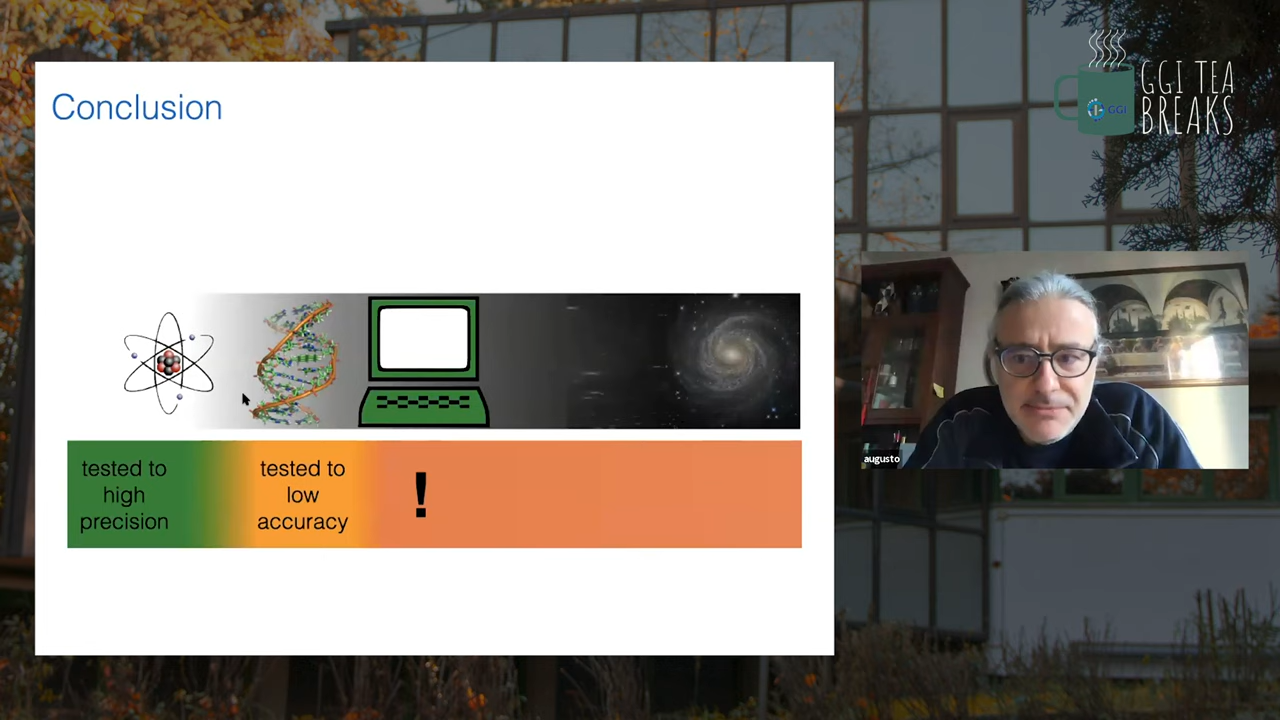 Conclusion
tested to
high
precision
tested to
low
accuracy
!
GGI TEA
BREAKS
GGI
augusto